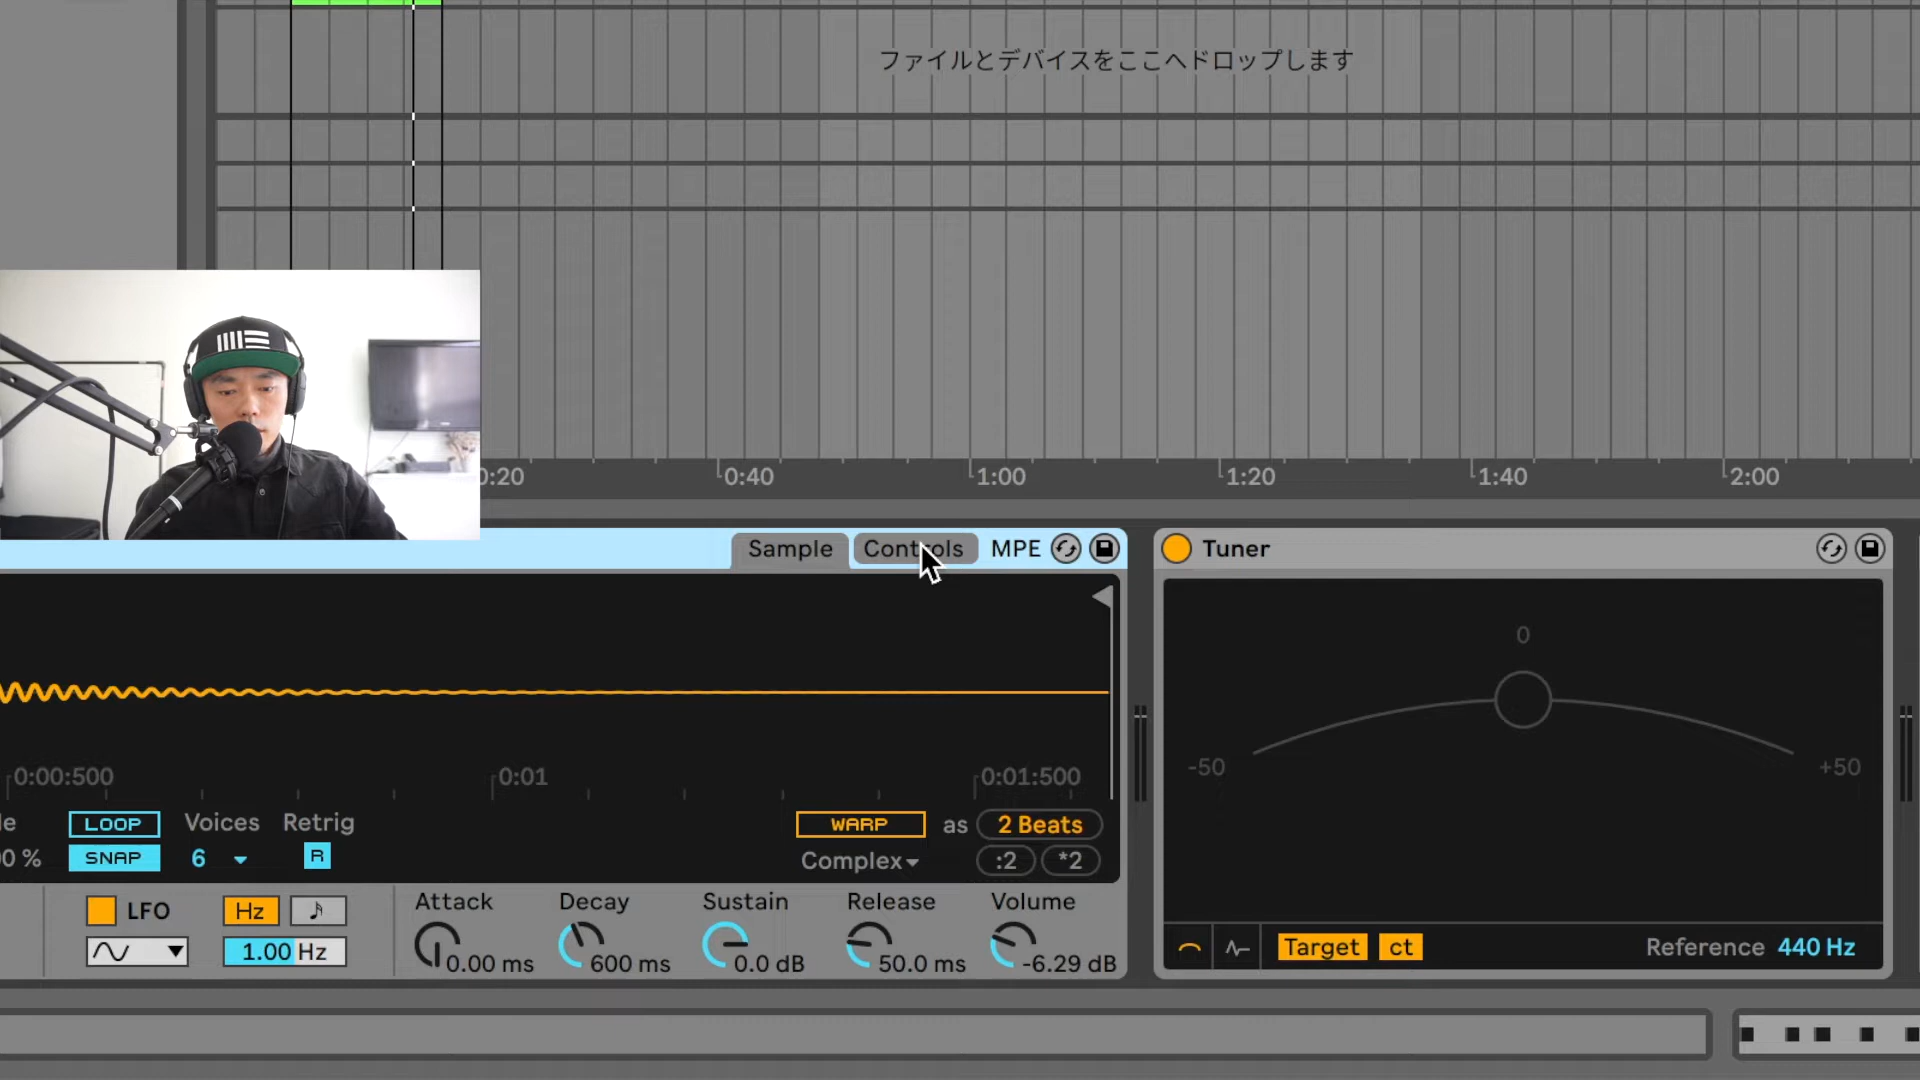 ファイルとデバイスをここへドロップします
0:20
0:40
1:00
1:20
1:40
2:00
Sample
Controls
MPE
Tuner
0
-50
+50
0:00:500
0:01
0:01:500
LOOP
Voices
Retrig
WARP
as
2 Beats
0 %
SNAP
6
R
Complex
:2
*2
LFO
Hz
Attack
Decay
Sustain
Release
Volume
1.00 Hz
0.00 ms
600 ms
0.0 dB
50.0 ms
-6.29 dB
Target
ct
Reference
440 Hz